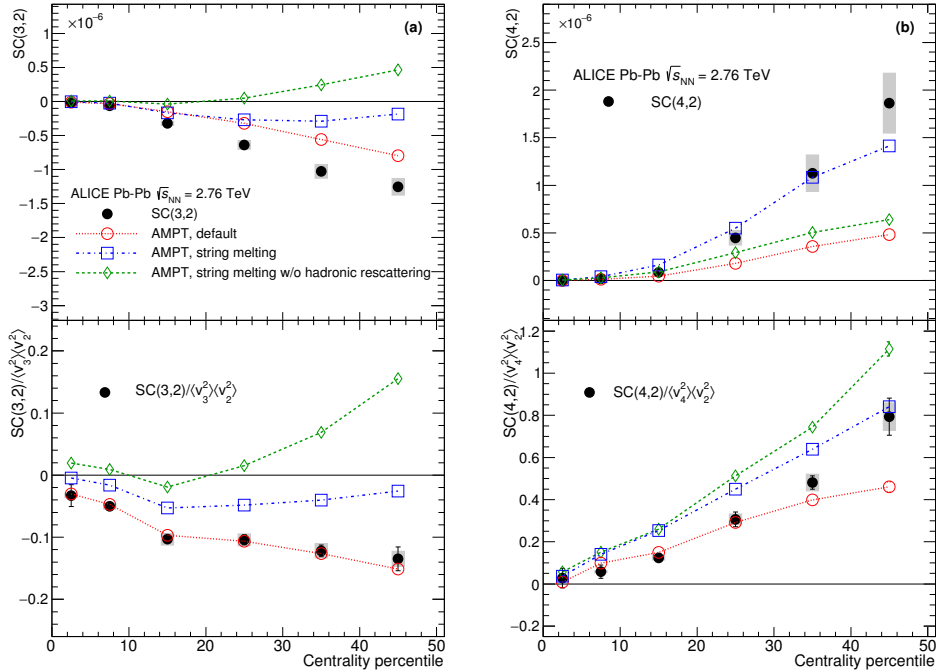 ×10⁻⁶
(a)
SC(3,2)
1
0.5
0
−0.5
−1
−1.5
−2
−2.5
−3
ALICE Pb-Pb √sNN = 2.76 TeV
SC(3,2)
AMPT, default
AMPT, string melting
AMPT, string melting w/o hadronic rescattering
SC(3,2)/⟨v₃²⟩⟨v₂²⟩
0.2
0.1
0
−0.1
−0.2
SC(3,2)/⟨v₃²⟩⟨v₂²⟩
0 10 20 30 40 50
Centrality percentile
×10⁻⁶
(b)
SC(4,2)
2.5
2
1.5
1
0.5
0
ALICE Pb-Pb √sNN = 2.76 TeV
SC(4,2)
SC(4,2)/⟨v₄²⟩⟨v₂²⟩
1.2
1
0.8
0.6
0.4
0.2
0
−0.2
SC(4,2)/⟨v₄²⟩⟨v₂²⟩
0 10 20 30 40 50
Centrality percentile